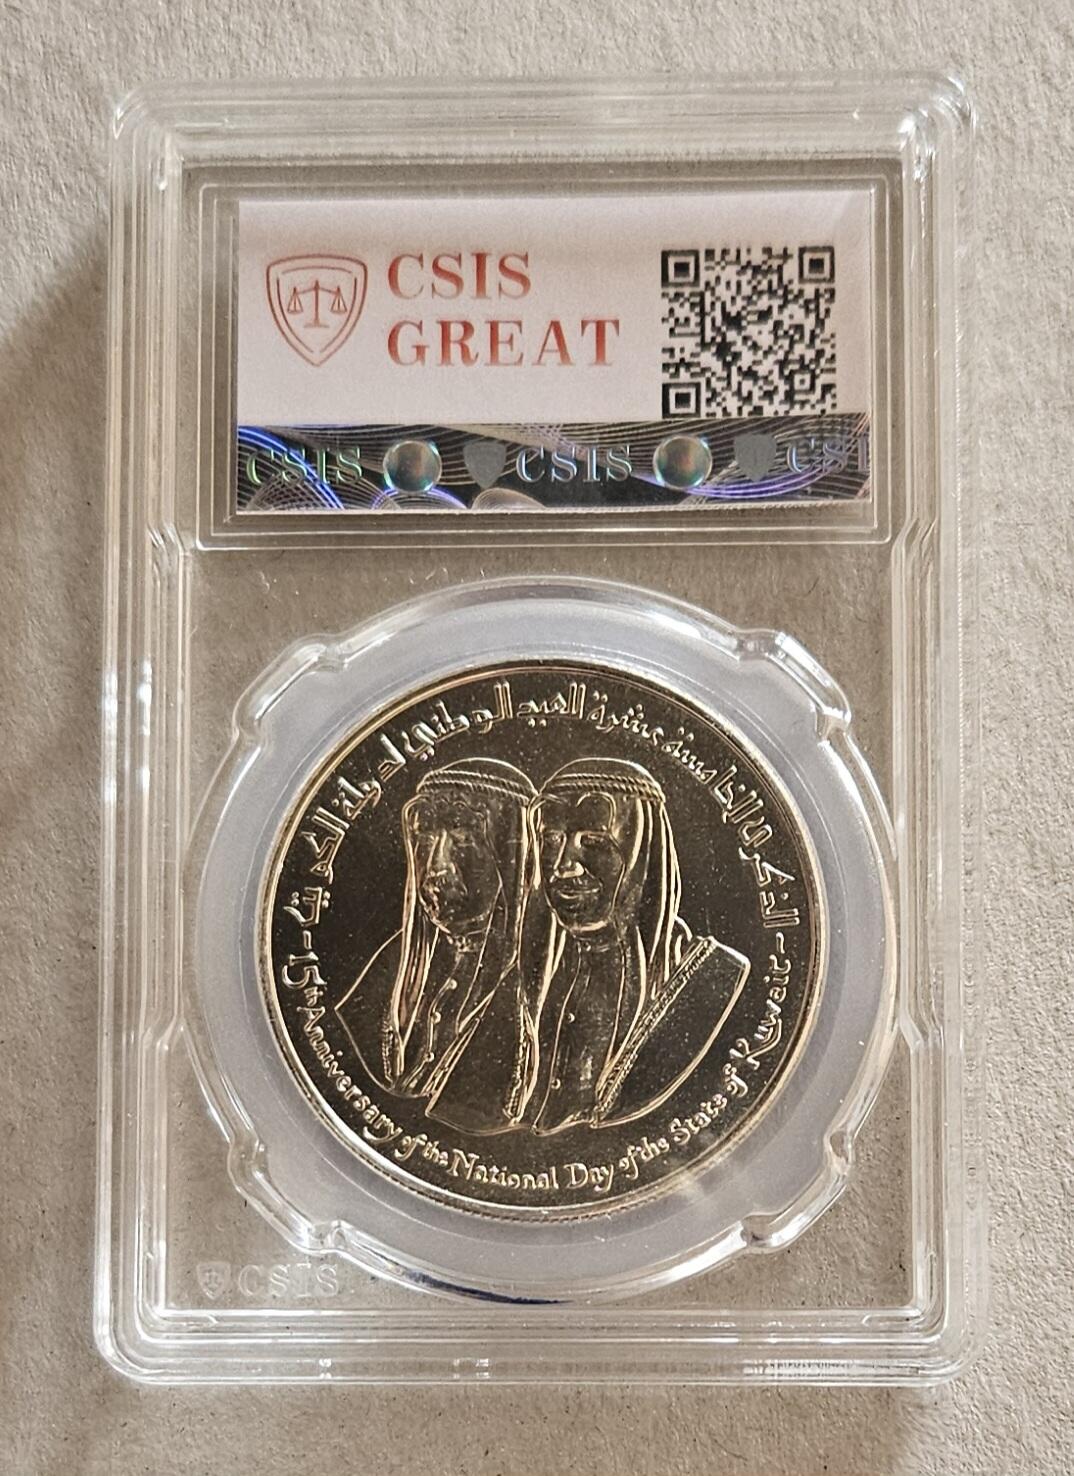 CSIS
GREAT
CSIS CSIS CSI
الذكرى الخامسة عشرة للعيد الوطني لدولة الكويت
15th Anniversary of the National Day of the State of Kuwait
CSIS